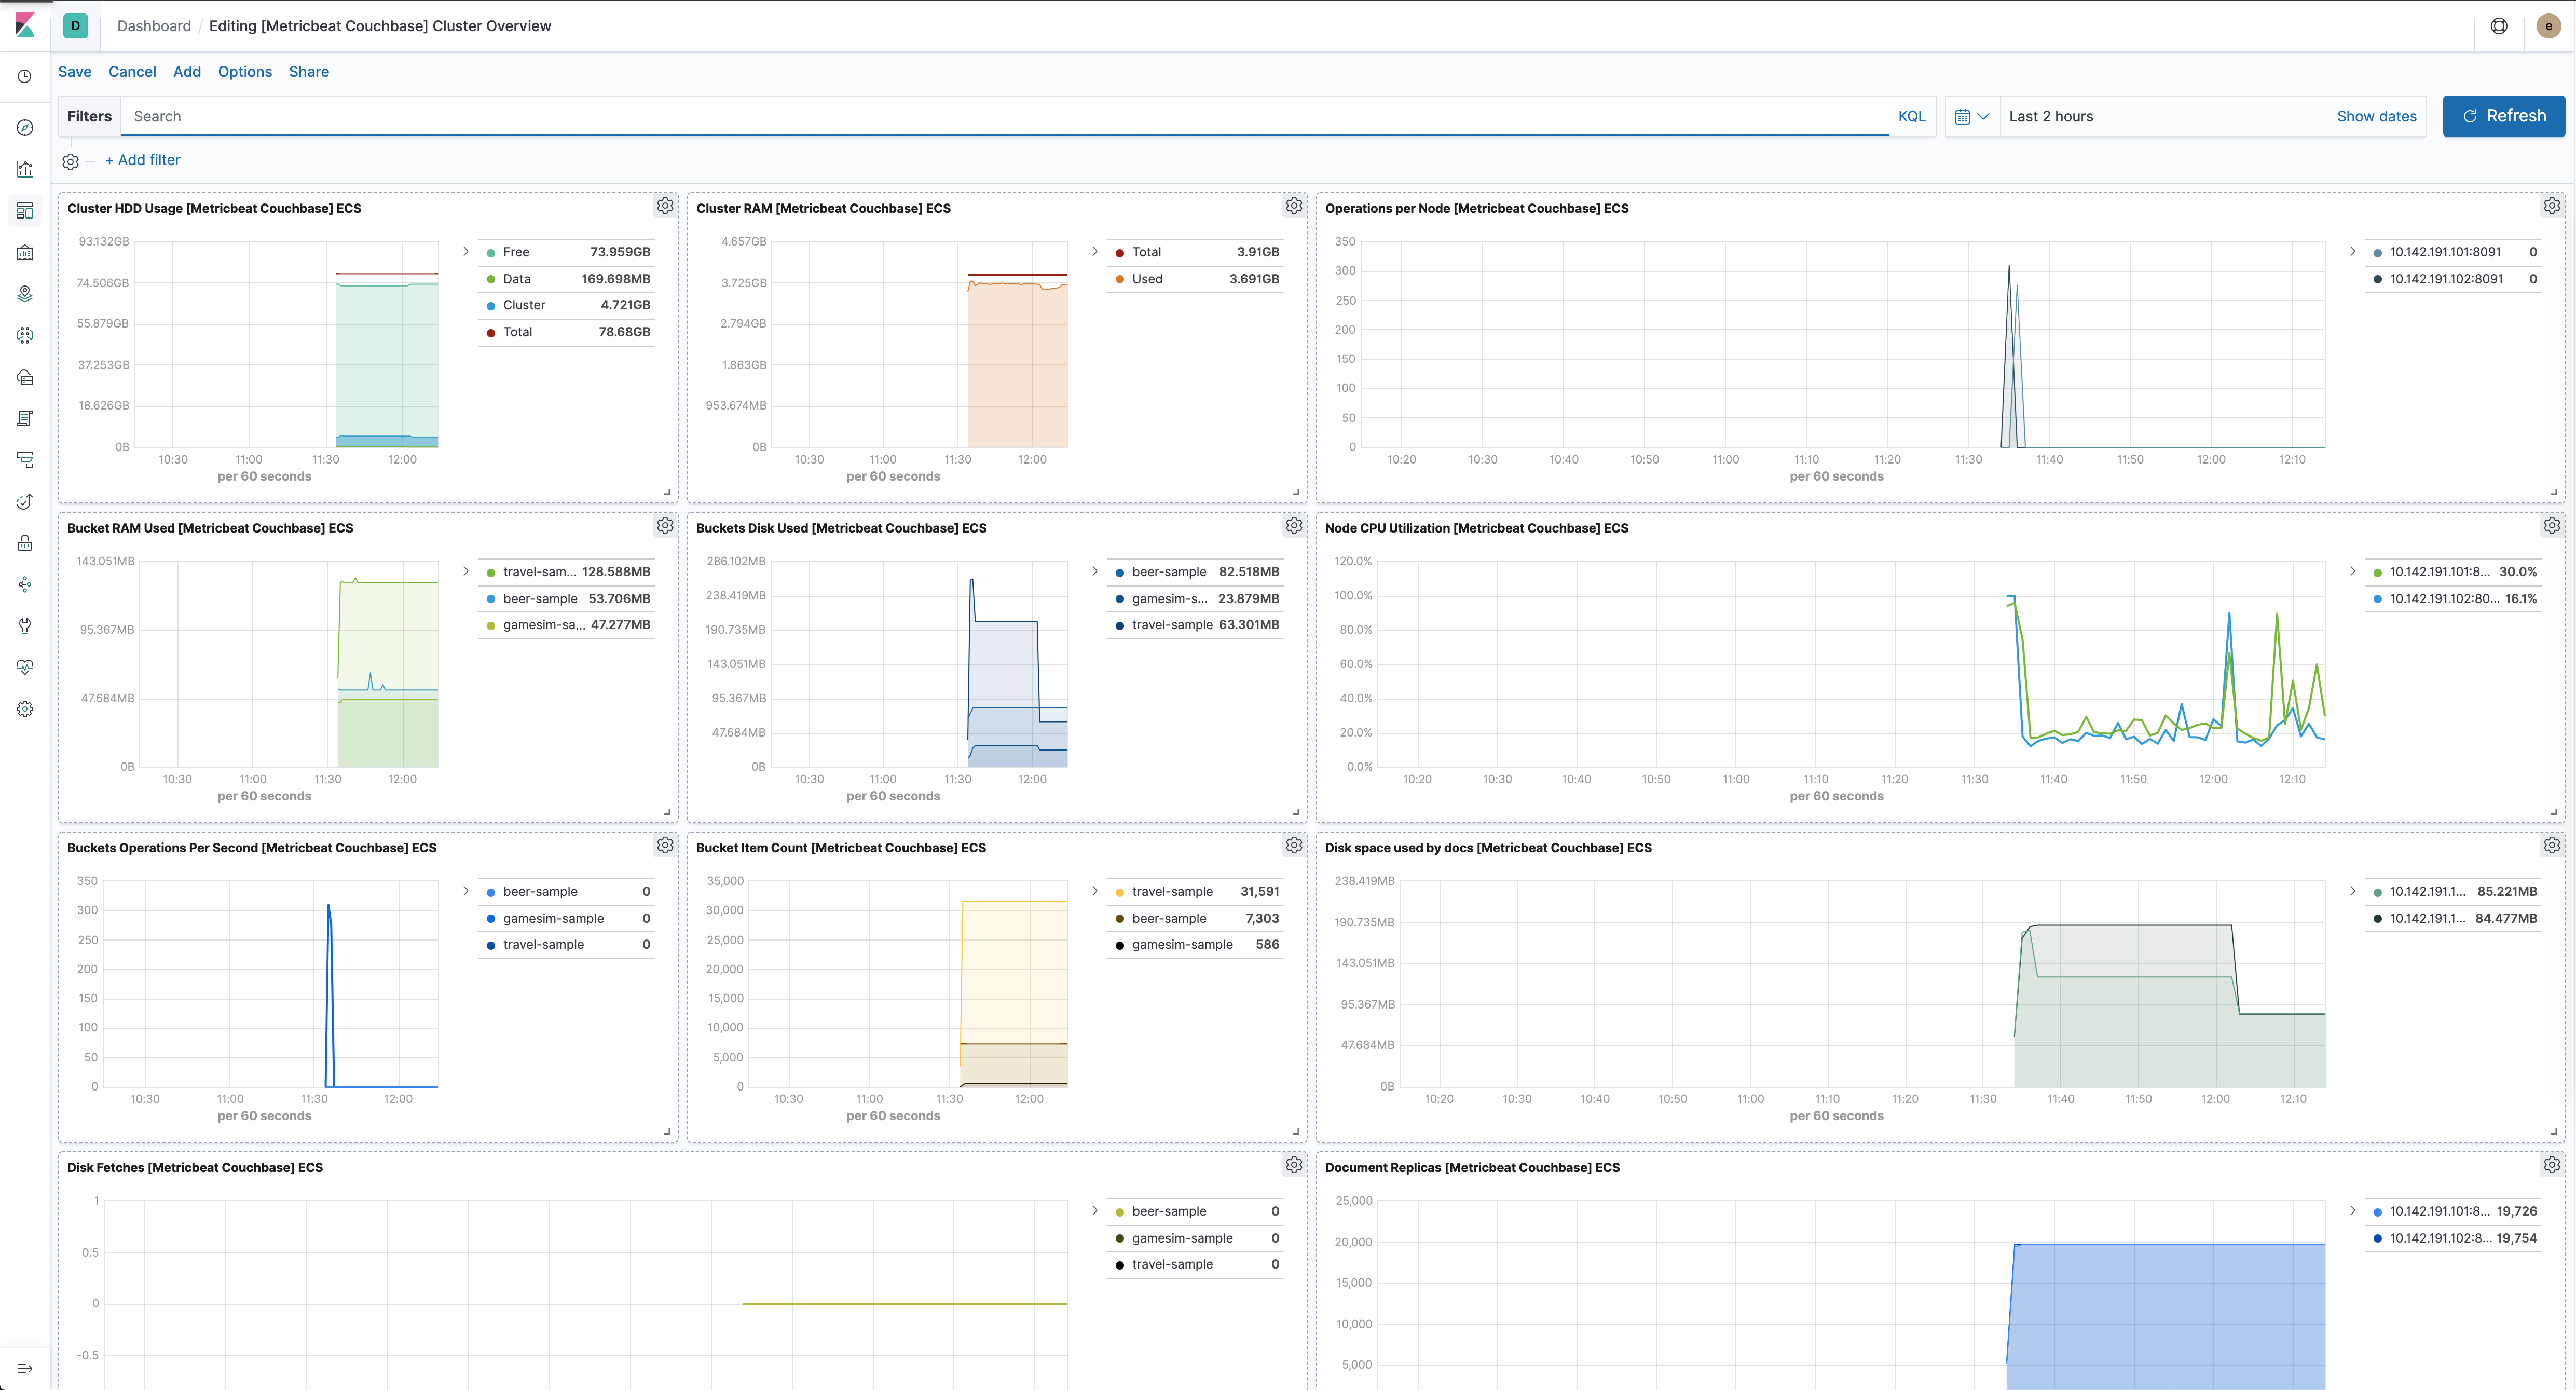 D Dashboard / Editing [Metricbeat Couchbase] Cluster Overview e
Save Cancel Add Options Share
Filters Search KQL Last 2 hours Show dates Refresh
+ Add filter
Cluster HDD Usage [Metricbeat Couchbase] ECS
93.132GB
74.506GB
55.879GB
37.253GB
18.626GB
0B
10:30 11:00 11:30 12:00
per 60 seconds
Free 73.959GB
Data 169.698MB
Cluster 4.721GB
Total 78.68GB
Cluster RAM [Metricbeat Couchbase] ECS
4.657GB
3.725GB
2.794GB
1.863GB
953.674MB
0B
10:30 11:00 11:30 12:00
per 60 seconds
Total 3.91GB
Used 3.691GB
Operations per Node [Metricbeat Couchbase] ECS
350
300
250
200
150
100
50
0
10:20 10:30 10:40 10:50 11:00 11:10 11:20 11:30 11:40 11:50 12:00 12:10
per 60 seconds
10.142.191.101:8091 0
10.142.191.102:8091 0
Bucket RAM Used [Metricbeat Couchbase] ECS
143.051MB
95.367MB
47.684MB
0B
10:30 11:00 11:30 12:00
per 60 seconds
travel-sam... 128.588MB
beer-sample 53.706MB
gamesim-sa... 47.277MB
Buckets Disk Used [Metricbeat Couchbase] ECS
286.102MB
238.419MB
190.735MB
143.051MB
95.367MB
47.684MB
0B
10:30 11:00 11:30 12:00
per 60 seconds
beer-sample 82.518MB
gamesim-s... 23.879MB
travel-sample 63.301MB
Node CPU Utilization [Metricbeat Couchbase] ECS
120.0%
100.0%
80.0%
60.0%
40.0%
20.0%
0.0%
10:20 10:30 10:40 10:50 11:00 11:10 11:20 11:30 11:40 11:50 12:00 12:10
per 60 seconds
10.142.191.101:8... 30.0%
10.142.191.102:80... 16.1%
Buckets Operations Per Second [Metricbeat Couchbase] ECS
350
300
250
200
150
100
50
0
10:30 11:00 11:30 12:00
per 60 seconds
beer-sample 0
gamesim-sample 0
travel-sample 0
Bucket Item Count [Metricbeat Couchbase] ECS
35,000
30,000
25,000
20,000
15,000
10,000
5,000
0
10:30 11:00 11:30 12:00
per 60 seconds
travel-sample 31,591
beer-sample 7,303
gamesim-sample 586
Disk space used by docs [Metricbeat Couchbase] ECS
238.419MB
190.735MB
143.051MB
95.367MB
47.684MB
0B
10:20 10:30 10:40 10:50 11:00 11:10 11:20 11:30 11:40 11:50 12:00 12:10
per 60 seconds
10.142.191.1... 85.221MB
10.142.191.1... 84.477MB
Disk Fetches [Metricbeat Couchbase] ECS
1
0.5
0
-0.5
beer-sample 0
gamesim-sample 0
travel-sample 0
Document Replicas [Metricbeat Couchbase] ECS
25,000
20,000
15,000
10,000
5,000
10.142.191.101:8... 19,726
10.142.191.102:8... 19,754